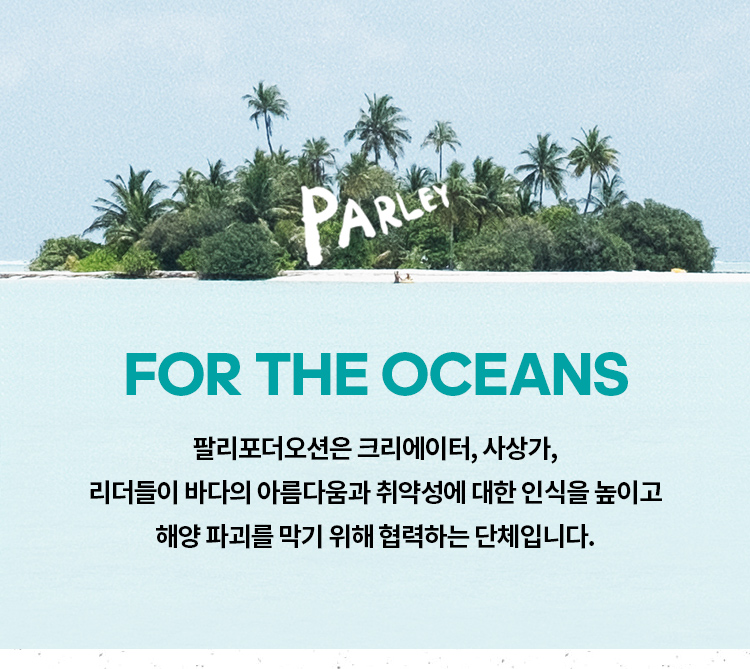 PARLEY
FOR THE OCEANS
팔리포더오션은 크리에이터, 사상가,
리더들이 바다의 아름다움과 취약성에 대한 인식을 높이고
해양 파괴를 막기 위해 협력하는 단체입니다.